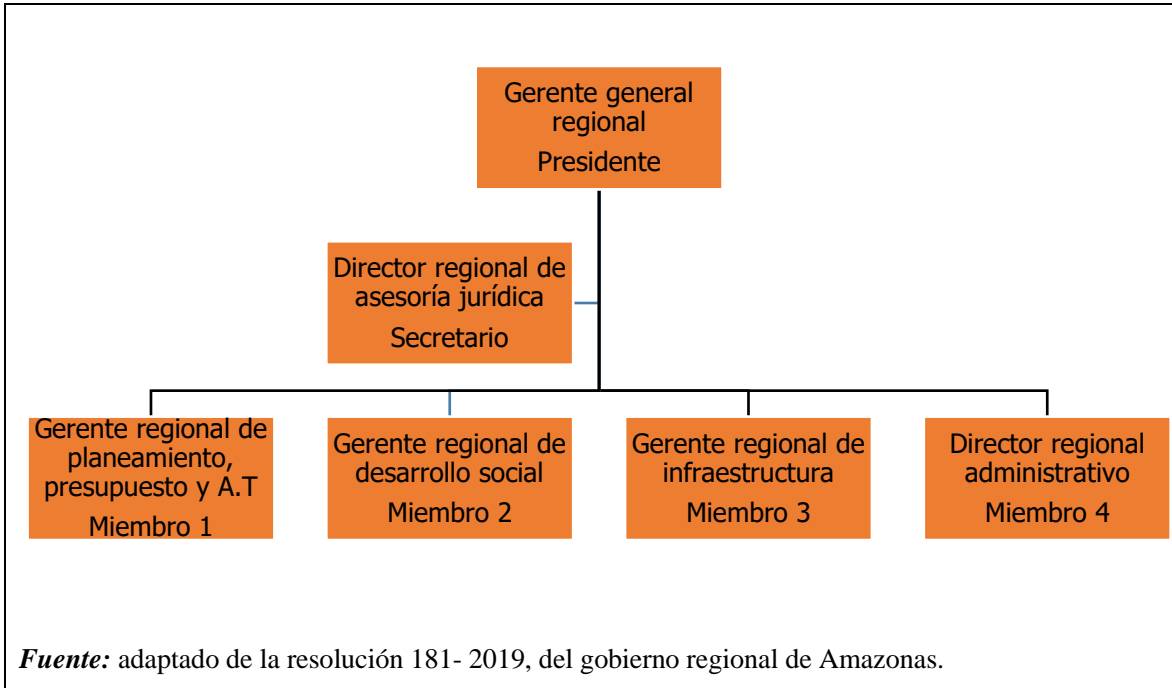 Gerente general
regional
Presidente
Director regional de
asesoría jurídica
Secretario
Gerente regional de
planeamiento,
presupuesto y A.T
Miembro 1
Gerente regional de
desarrollo social
Miembro 2
Gerente regional de
infraestructura
Miembro 3
Director regional
administrativo
Miembro 4
Fuente: adaptado de la resolución 181- 2019, del gobierno regional de Amazonas.